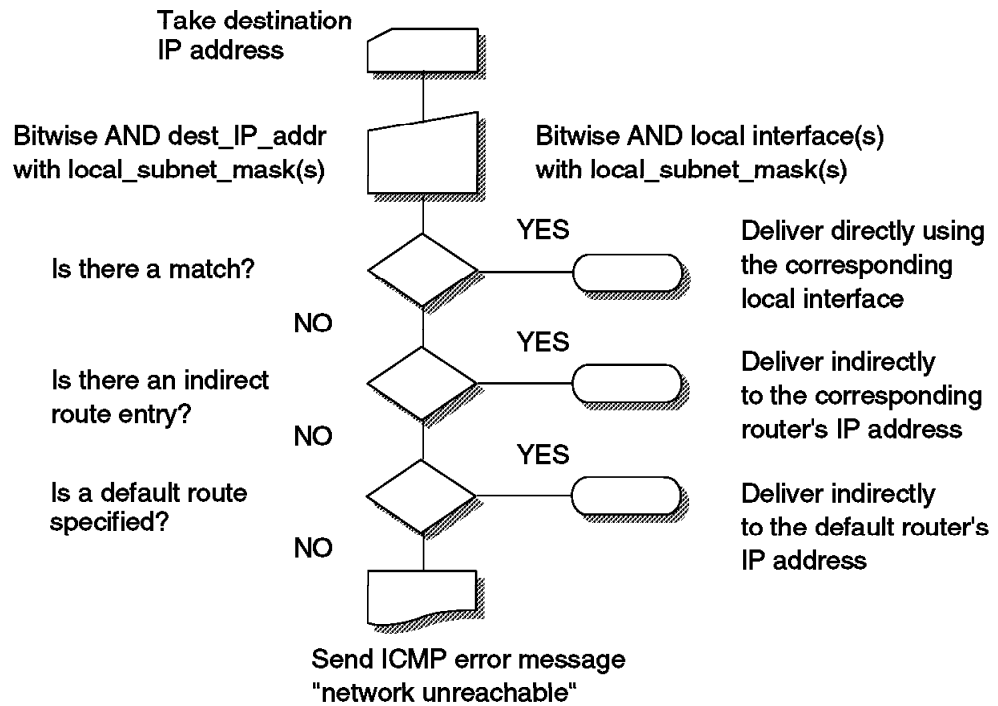 Take destination
IP address
Bitwise AND dest_IP_addr
with local_subnet_mask(s)
Bitwise AND local interface(s)
with local_subnet_mask(s)
Is there a match?
YES
Deliver directly using
the corresponding
local interface
NO
Is there an indirect
route entry?
YES
Deliver indirectly
to the corresponding
router's IP address
NO
Is a default route
specified?
YES
Deliver indirectly
to the default router's
IP address
NO
Send ICMP error message
"network unreachable"